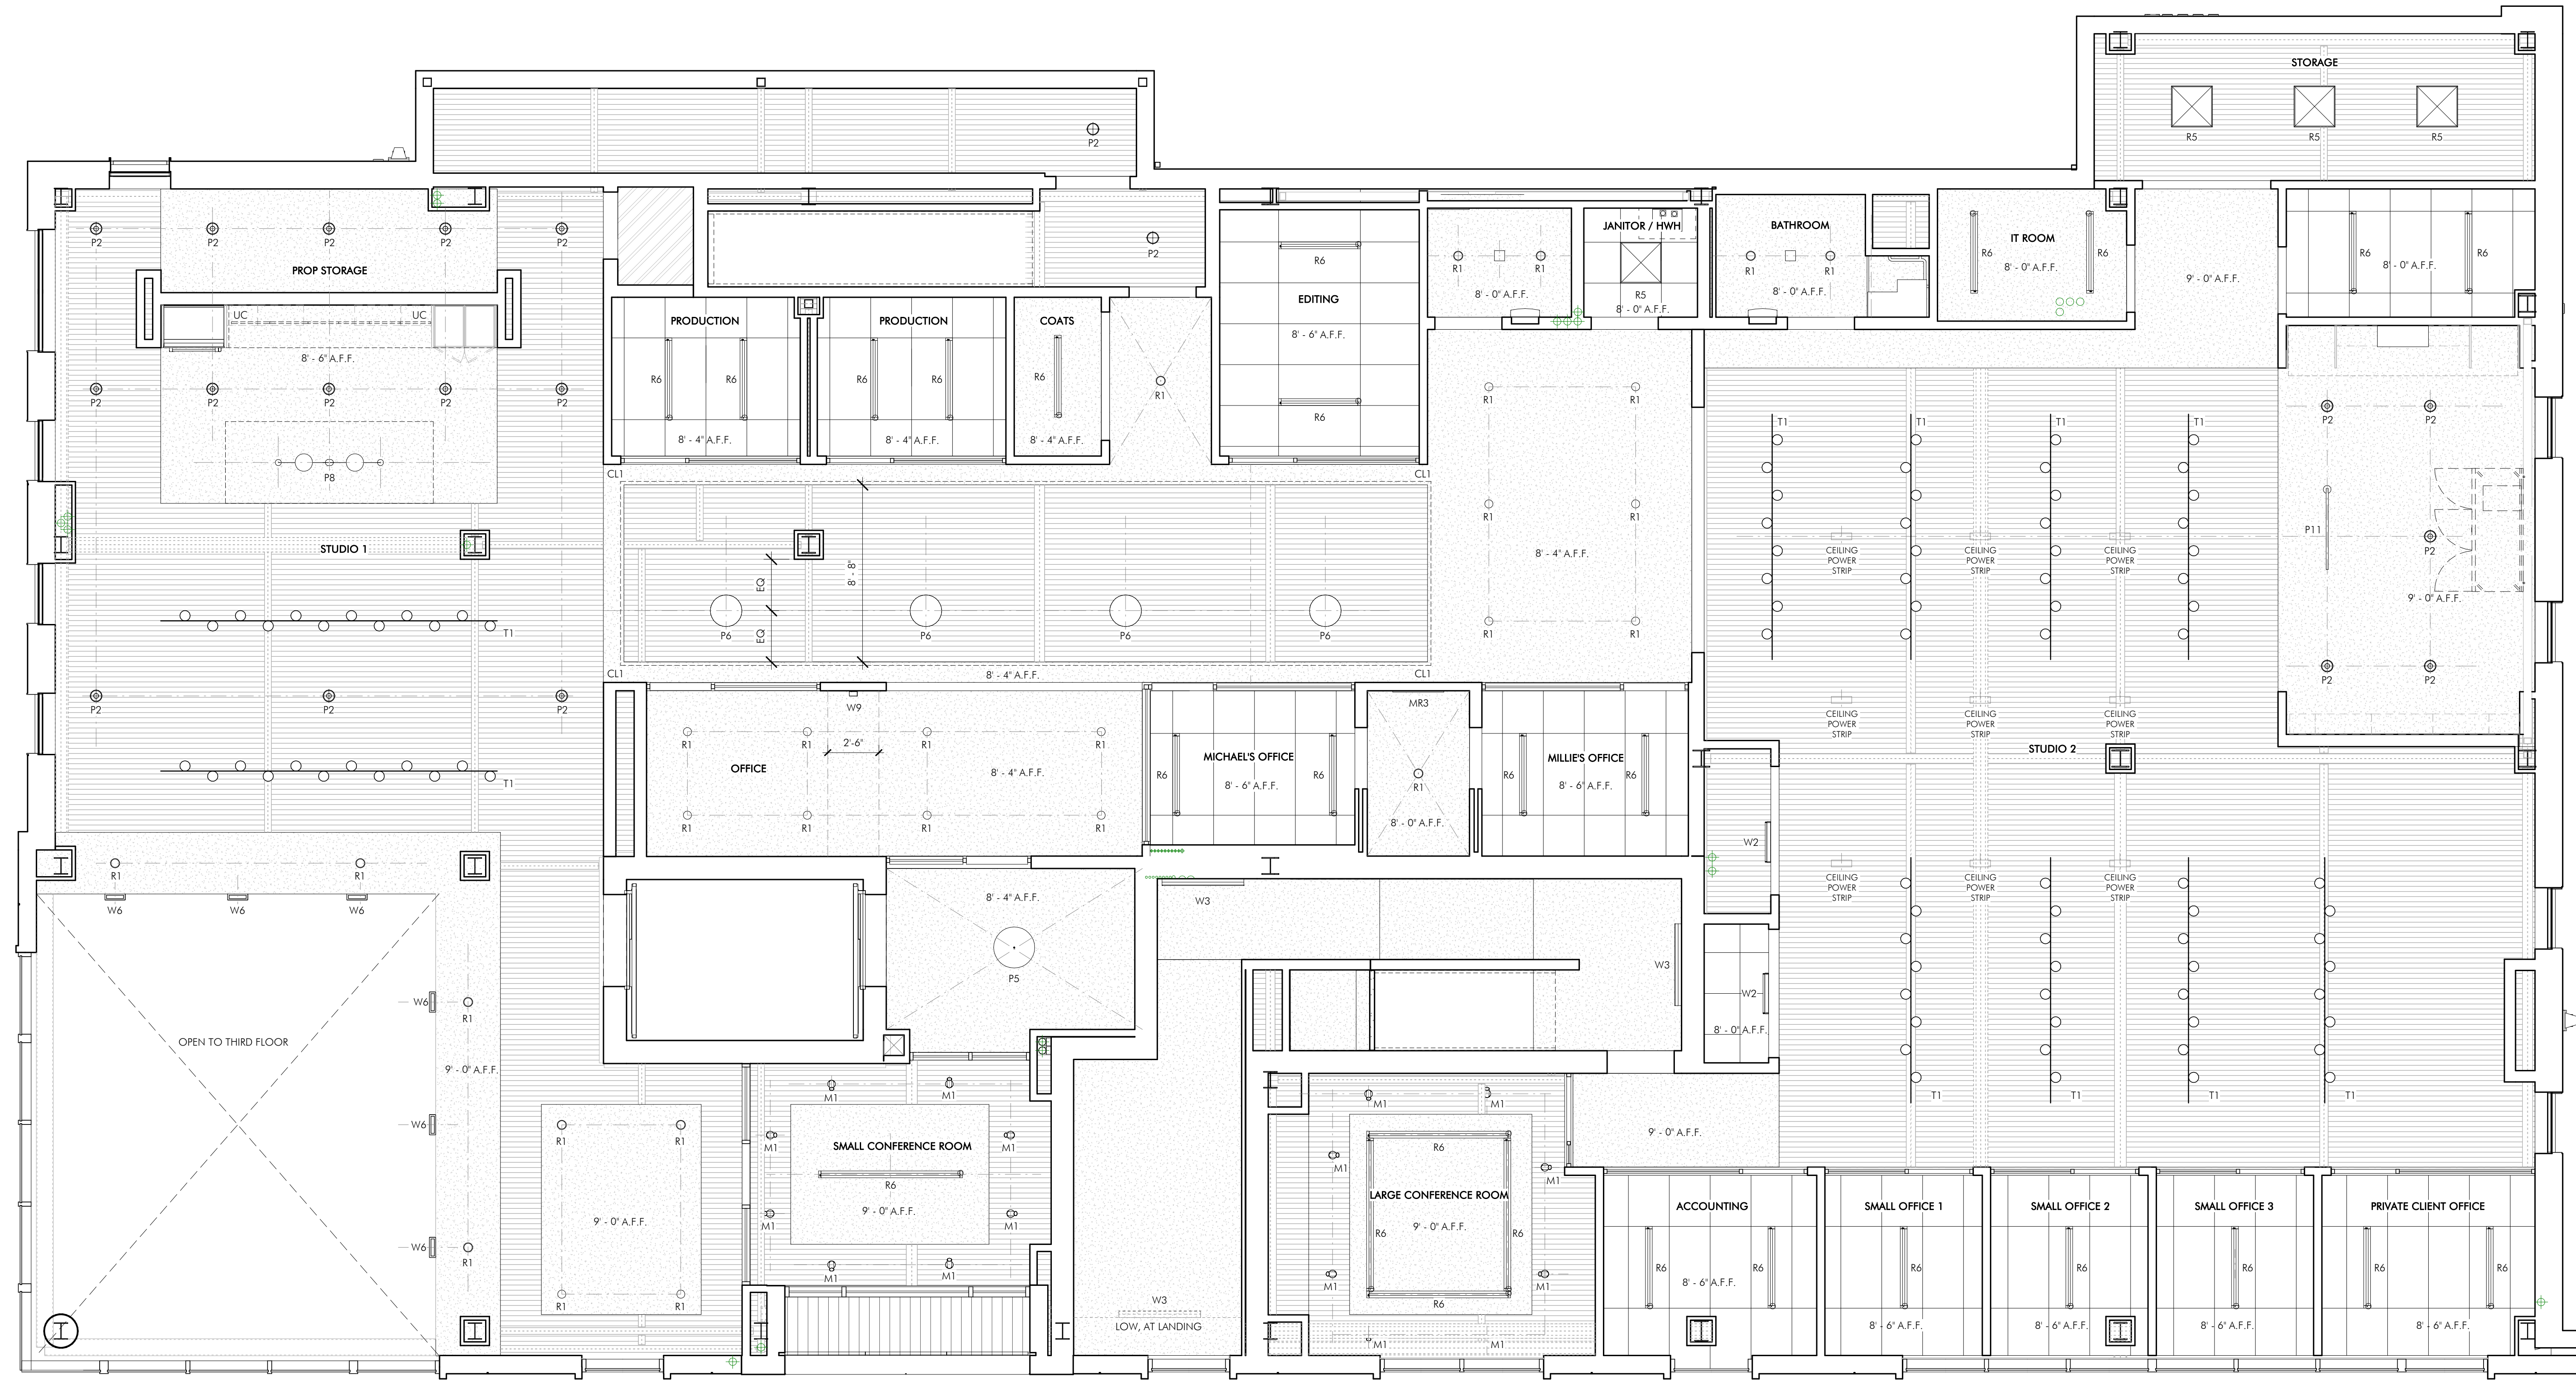 STORAGE
R5
R5
R5
P2
P2
P2
P2
P2
P2
PROP STORAGE
P2
UC
UC
8' - 6" A.F.F.
P2
P2
P2
P2
P2
P8
STUDIO 1
T1
P2
P2
P2
T1
PRODUCTION
R6
R6
8' - 4" A.F.F.
PRODUCTION
R6
R6
8' - 4" A.F.F.
COATS
R6
8' - 4" A.F.F.
R1
R6
EDITING
8' - 6" A.F.F.
R6
R1
R1
8' - 0" A.F.F.
JANITOR / HWH
R5
8' - 0" A.F.F.
BATHROOM
R1
R1
8' - 0" A.F.F.
IT ROOM
R6
R6
8' - 0" A.F.F.
9' - 0" A.F.F.
R6
R6
8' - 0" A.F.F.
CL1
CL1
8' - 8"
EQ
EQ
P6
P6
P6
P6
CL1
CL1
8' - 4" A.F.F.
R1
R1
R1
R1
8' - 4" A.F.F.
R1
R1
T1
T1
T1
T1
P2
P2
P11
P2
9' - 0" A.F.F.
P2
P2
CEILING
POWER
STRIP
CEILING
POWER
STRIP
CEILING
POWER
STRIP
CEILING
POWER
STRIP
CEILING
POWER
STRIP
CEILING
POWER
STRIP
STUDIO 2
CEILING
POWER
STRIP
CEILING
POWER
STRIP
CEILING
POWER
STRIP
T1
T1
T1
T1
W9
2'-6"
R1
R1
R1
R1
OFFICE
8' - 4" A.F.F.
R1
R1
R1
R1
MICHAEL'S OFFICE
R6
R6
8' - 6" A.F.F.
MR3
R1
8' - 0" A.F.F.
MILLIE'S OFFICE
R6
R6
8' - 6" A.F.F.
W2
W2
8' - 0" A.F.F.
R1
R1
W6
W6
W6
W6
R1
OPEN TO THIRD FLOOR
9' - 0" A.F.F.
W6
W6
R1
8' - 4" A.F.F.
P5
W3
W3
R1
R1
9' - 0" A.F.F.
R1
R1
M1
M1
M1
M1
SMALL CONFERENCE ROOM
R6
9' - 0" A.F.F.
M1
M1
M1
M1
W3
LOW, AT LANDING
M1
M1
R6
M1
M1
LARGE CONFERENCE ROOM
9' - 0" A.F.F.
R6
R6
M1
M1
R6
M1
M1
9' - 0" A.F.F.
ACCOUNTING
R6
R6
8' - 6" A.F.F.
SMALL OFFICE 1
R6
8' - 6" A.F.F.
SMALL OFFICE 2
R6
8' - 6" A.F.F.
SMALL OFFICE 3
R6
8' - 6" A.F.F.
PRIVATE CLIENT OFFICE
R6
R6
8' - 6" A.F.F.